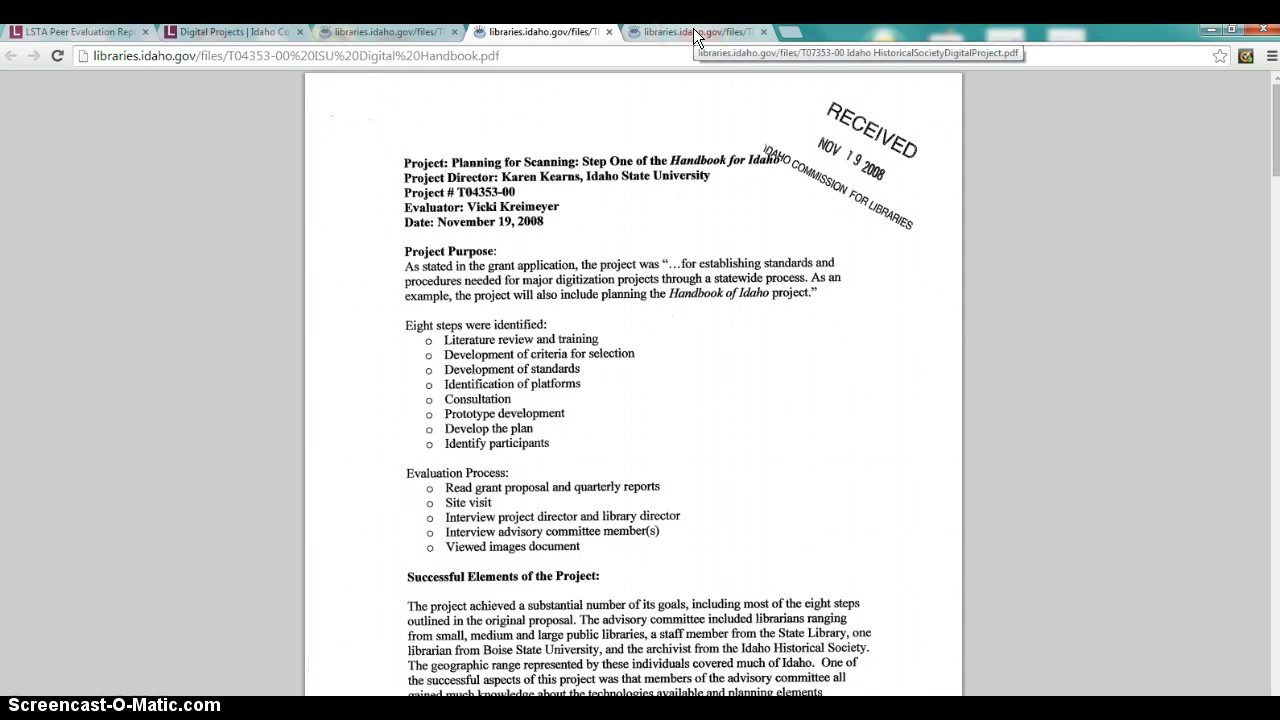 LSTA Peer Evaluation Rep
Digital Projects | Idaho Co
libraries.idaho.gov/files/T
libraries.idaho.gov/files/T
libraries.idaho.gov/files/T
libraries.idaho.gov/files/T04353-00%20ISU%20Digital%20Handbook.pdf
libraries.idaho.gov/files/T07353-00 Idaho HistoricalSocietyDigitalProject.pdf
RECEIVED
NOV 19 2008
IDAHO COMMISSION FOR LIBRARIES
Project: Planning for Scanning: Step One of the Handbook for Idaho
Project Director: Karen Kearns, Idaho State University
Project # T04353-00
Evaluator: Vicki Kreimeyer
Date: November 19, 2008
Project Purpose:
As stated in the grant application, the project was “…for establishing standards and
procedures needed for major digitization projects through a statewide process. As an
example, the project will also include planning the Handbook of Idaho project.”
Eight steps were identified:
o Literature review and training
o Development of criteria for selection
o Development of standards
o Identification of platforms
o Consultation
o Prototype development
o Develop the plan
o Identify participants
Evaluation Process:
o Read grant proposal and quarterly reports
o Site visit
o Interview project director and library director
o Interview advisory committee member(s)
o Viewed images document
Successful Elements of the Project:
The project achieved a substantial number of its goals, including most of the eight steps
outlined in the original proposal. The advisory committee included librarians ranging
from small, medium and large public libraries, a staff member from the State Library, one
librarian from Boise State University, and the archivist from the Idaho Historical Society.
The geographic range represented by these individuals covered much of Idaho. One of
the successful aspects of this project was that members of the advisory committee all
gained much knowledge about the technologies available and planning elements
Screencast-O-Matic.com